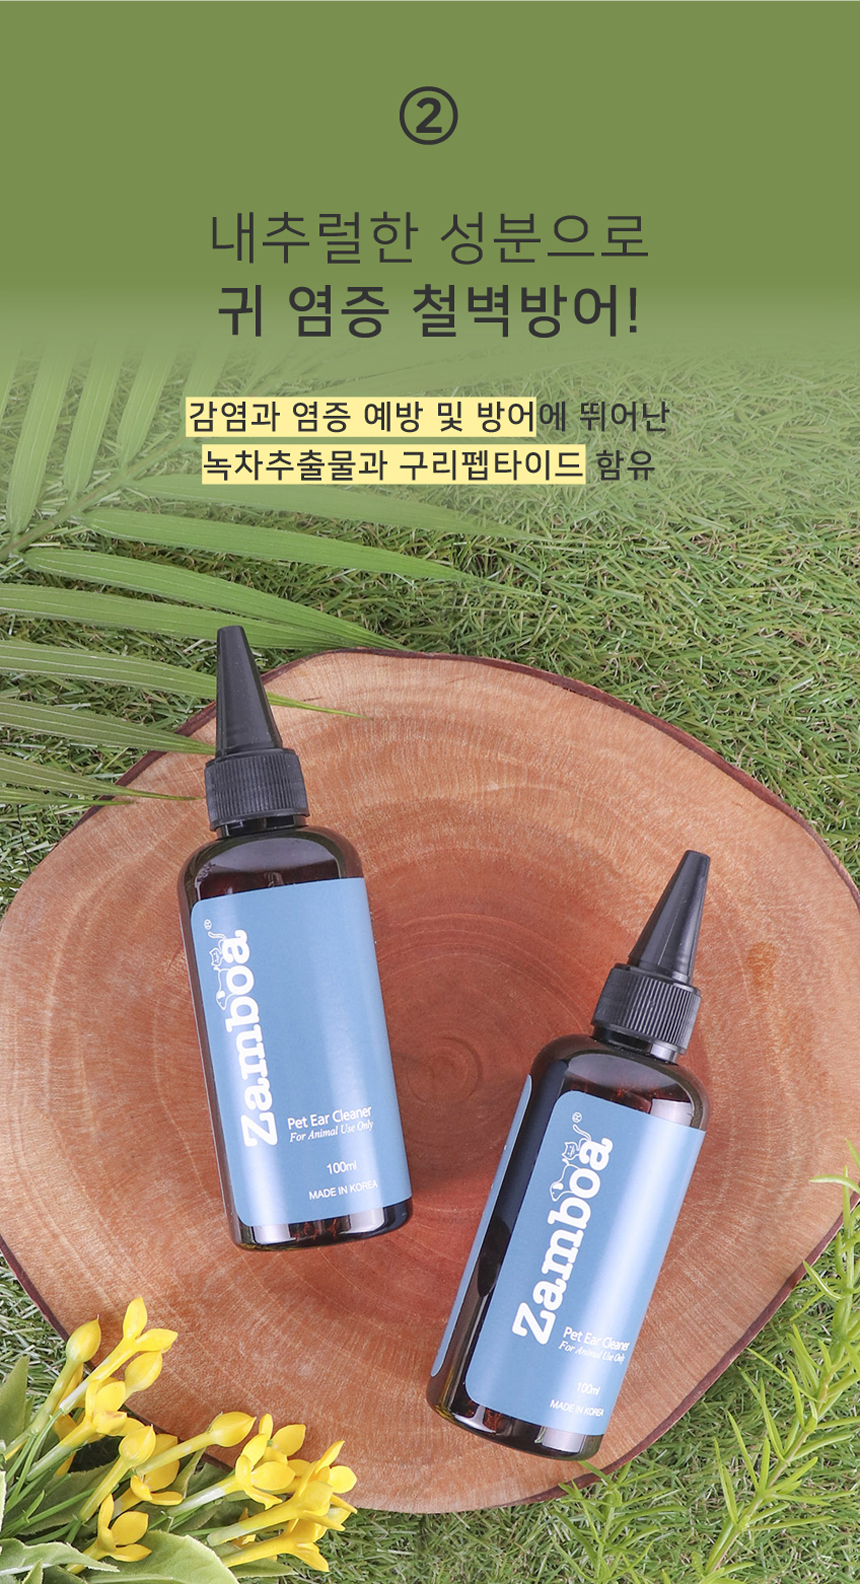 ②
내추럴한 성분으로
귀 염증 철벽방어!
감염과 염증 예방 및 방어에 뛰어난
녹차추출물과 구리펩타이드 함유
Zamboa®
Pet Ear Cleaner
For Animal Use Only
100ml
MADE IN KOREA
Zamboa®
Pet Ear Cleaner
For Animal Use Only
100ml
MADE IN KOREA